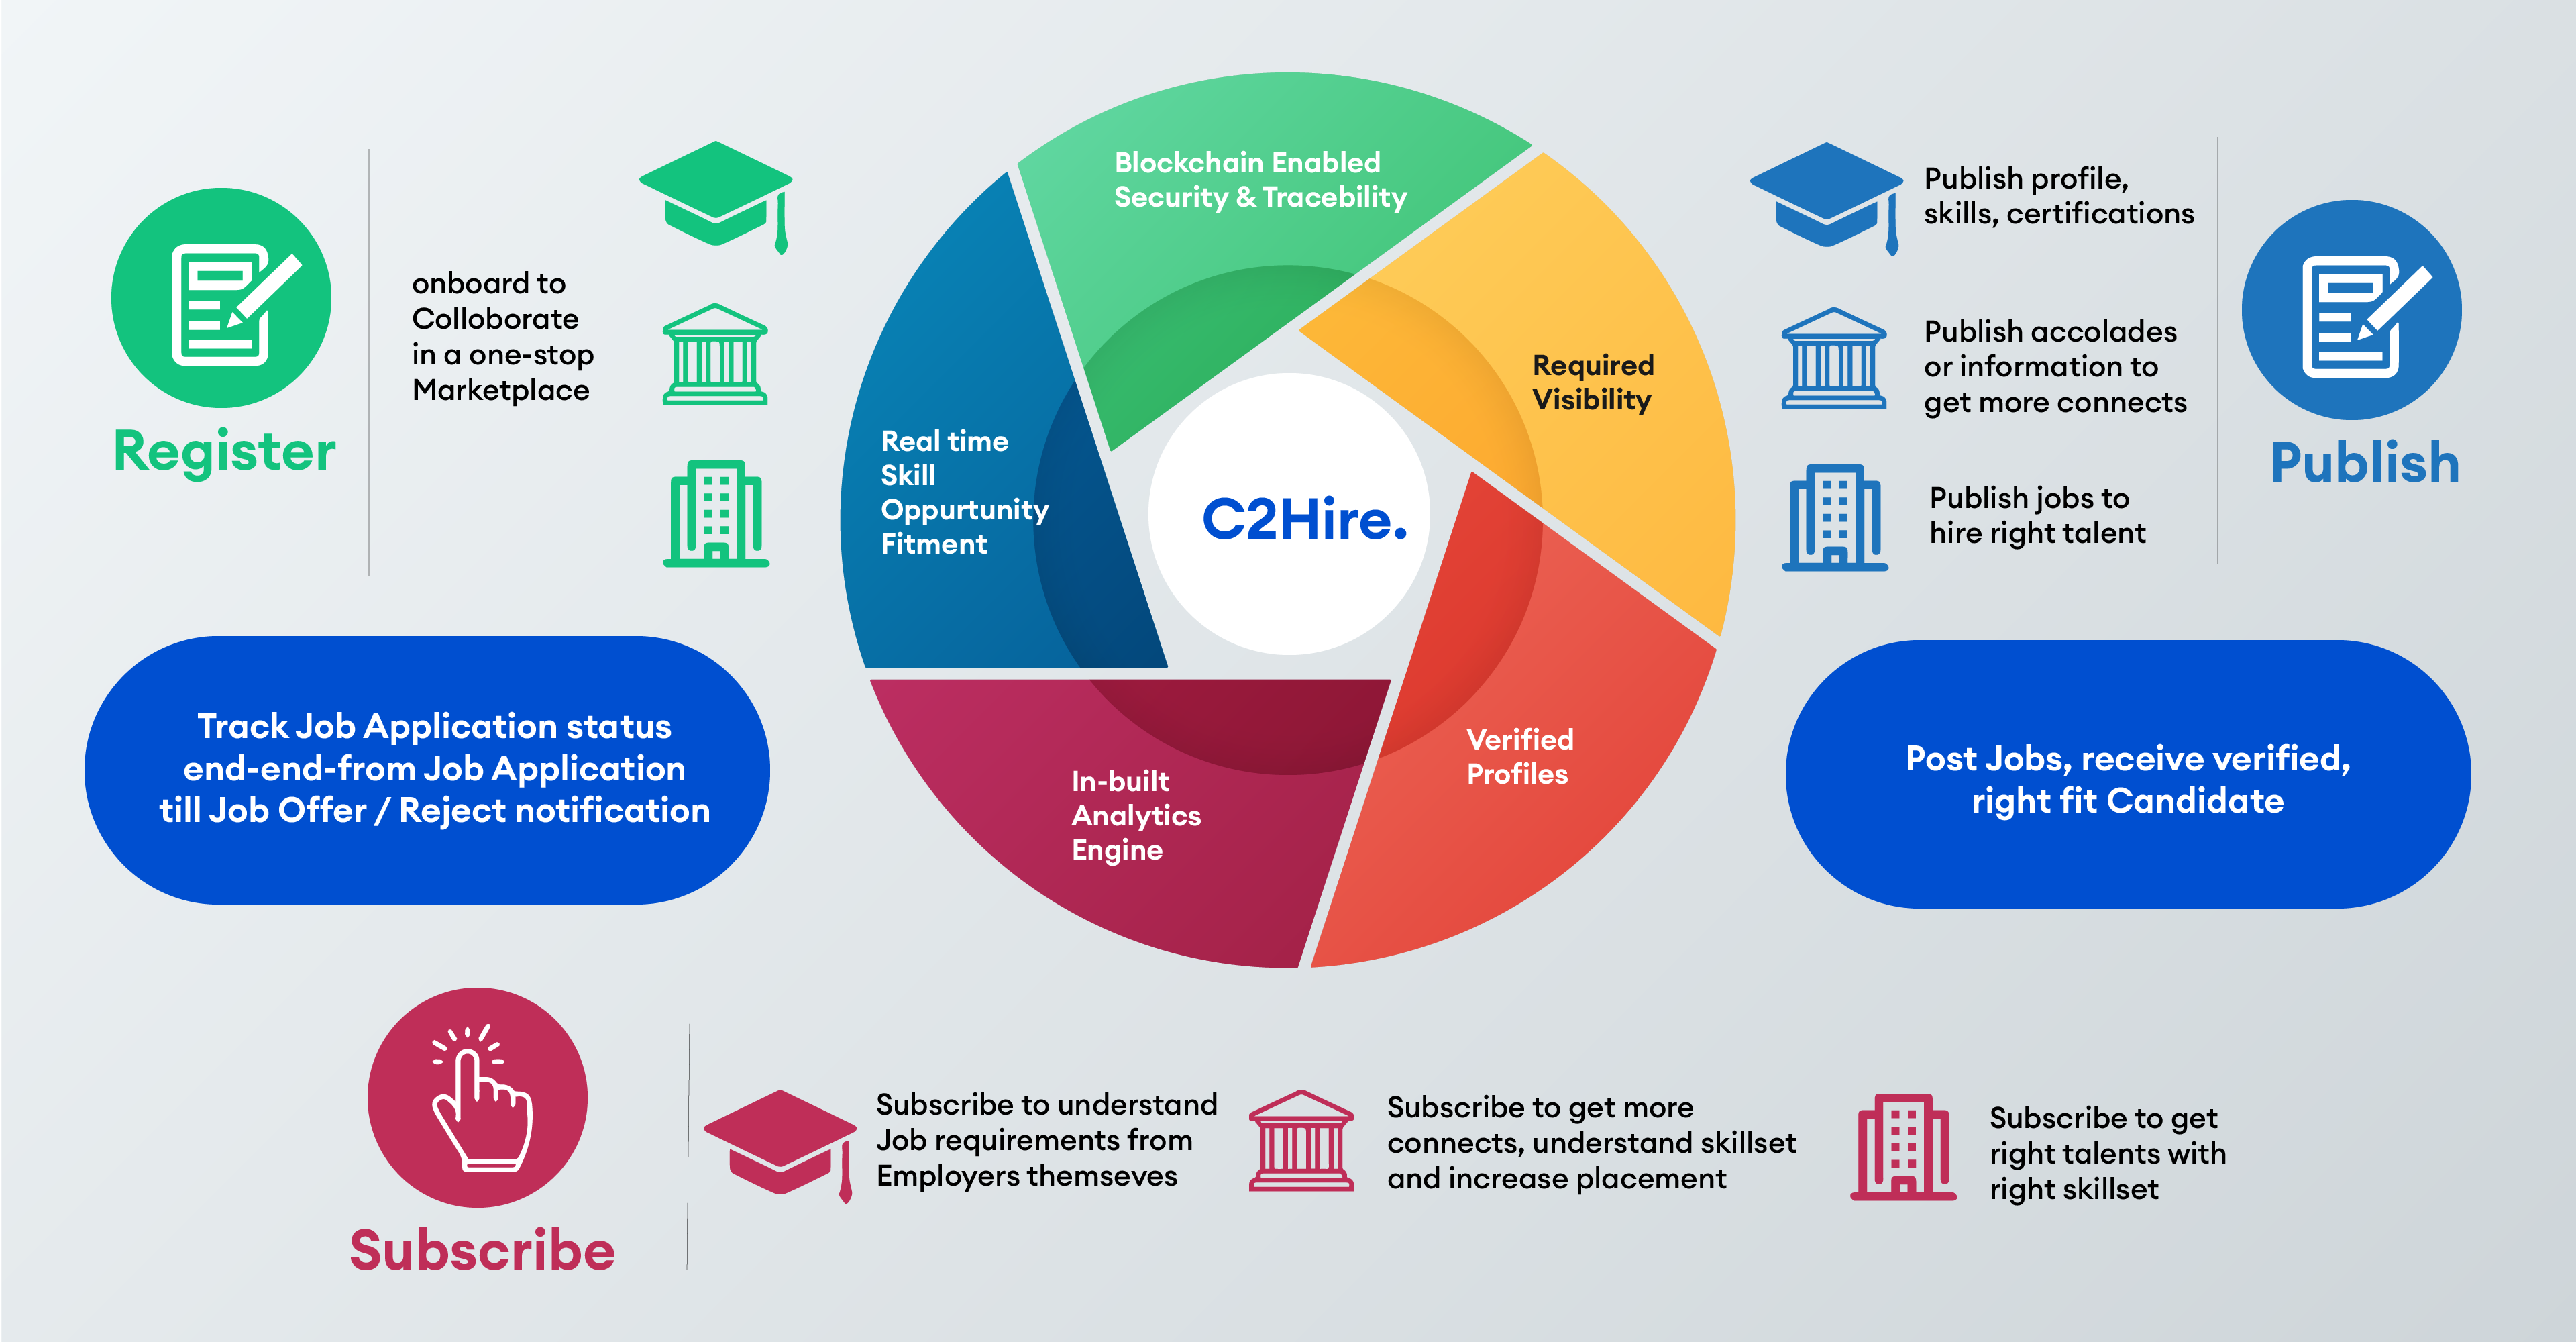 Register
onboard to
Colloborate
in a one-stop
Marketplace
Blockchain Enabled
Security & Tracebility
Required
Visibility
Verified
Profiles
In-built
Analytics
Engine
Real time
Skill
Oppurtunity
Fitment
C2Hire.
Publish profile,
skills, certifications
Publish accolades
or information to
get more connects
Publish jobs to
hire right talent
Publish
Track Job Application status
end-end-from Job Application
till Job Offer / Reject notification
Post Jobs, receive verified,
right fit Candidate
Subscribe
Subscribe to understand
Job requirements from
Employers themseves
Subscribe to get more
connects, understand skillset
and increase placement
Subscribe to get
right talents with
right skillset